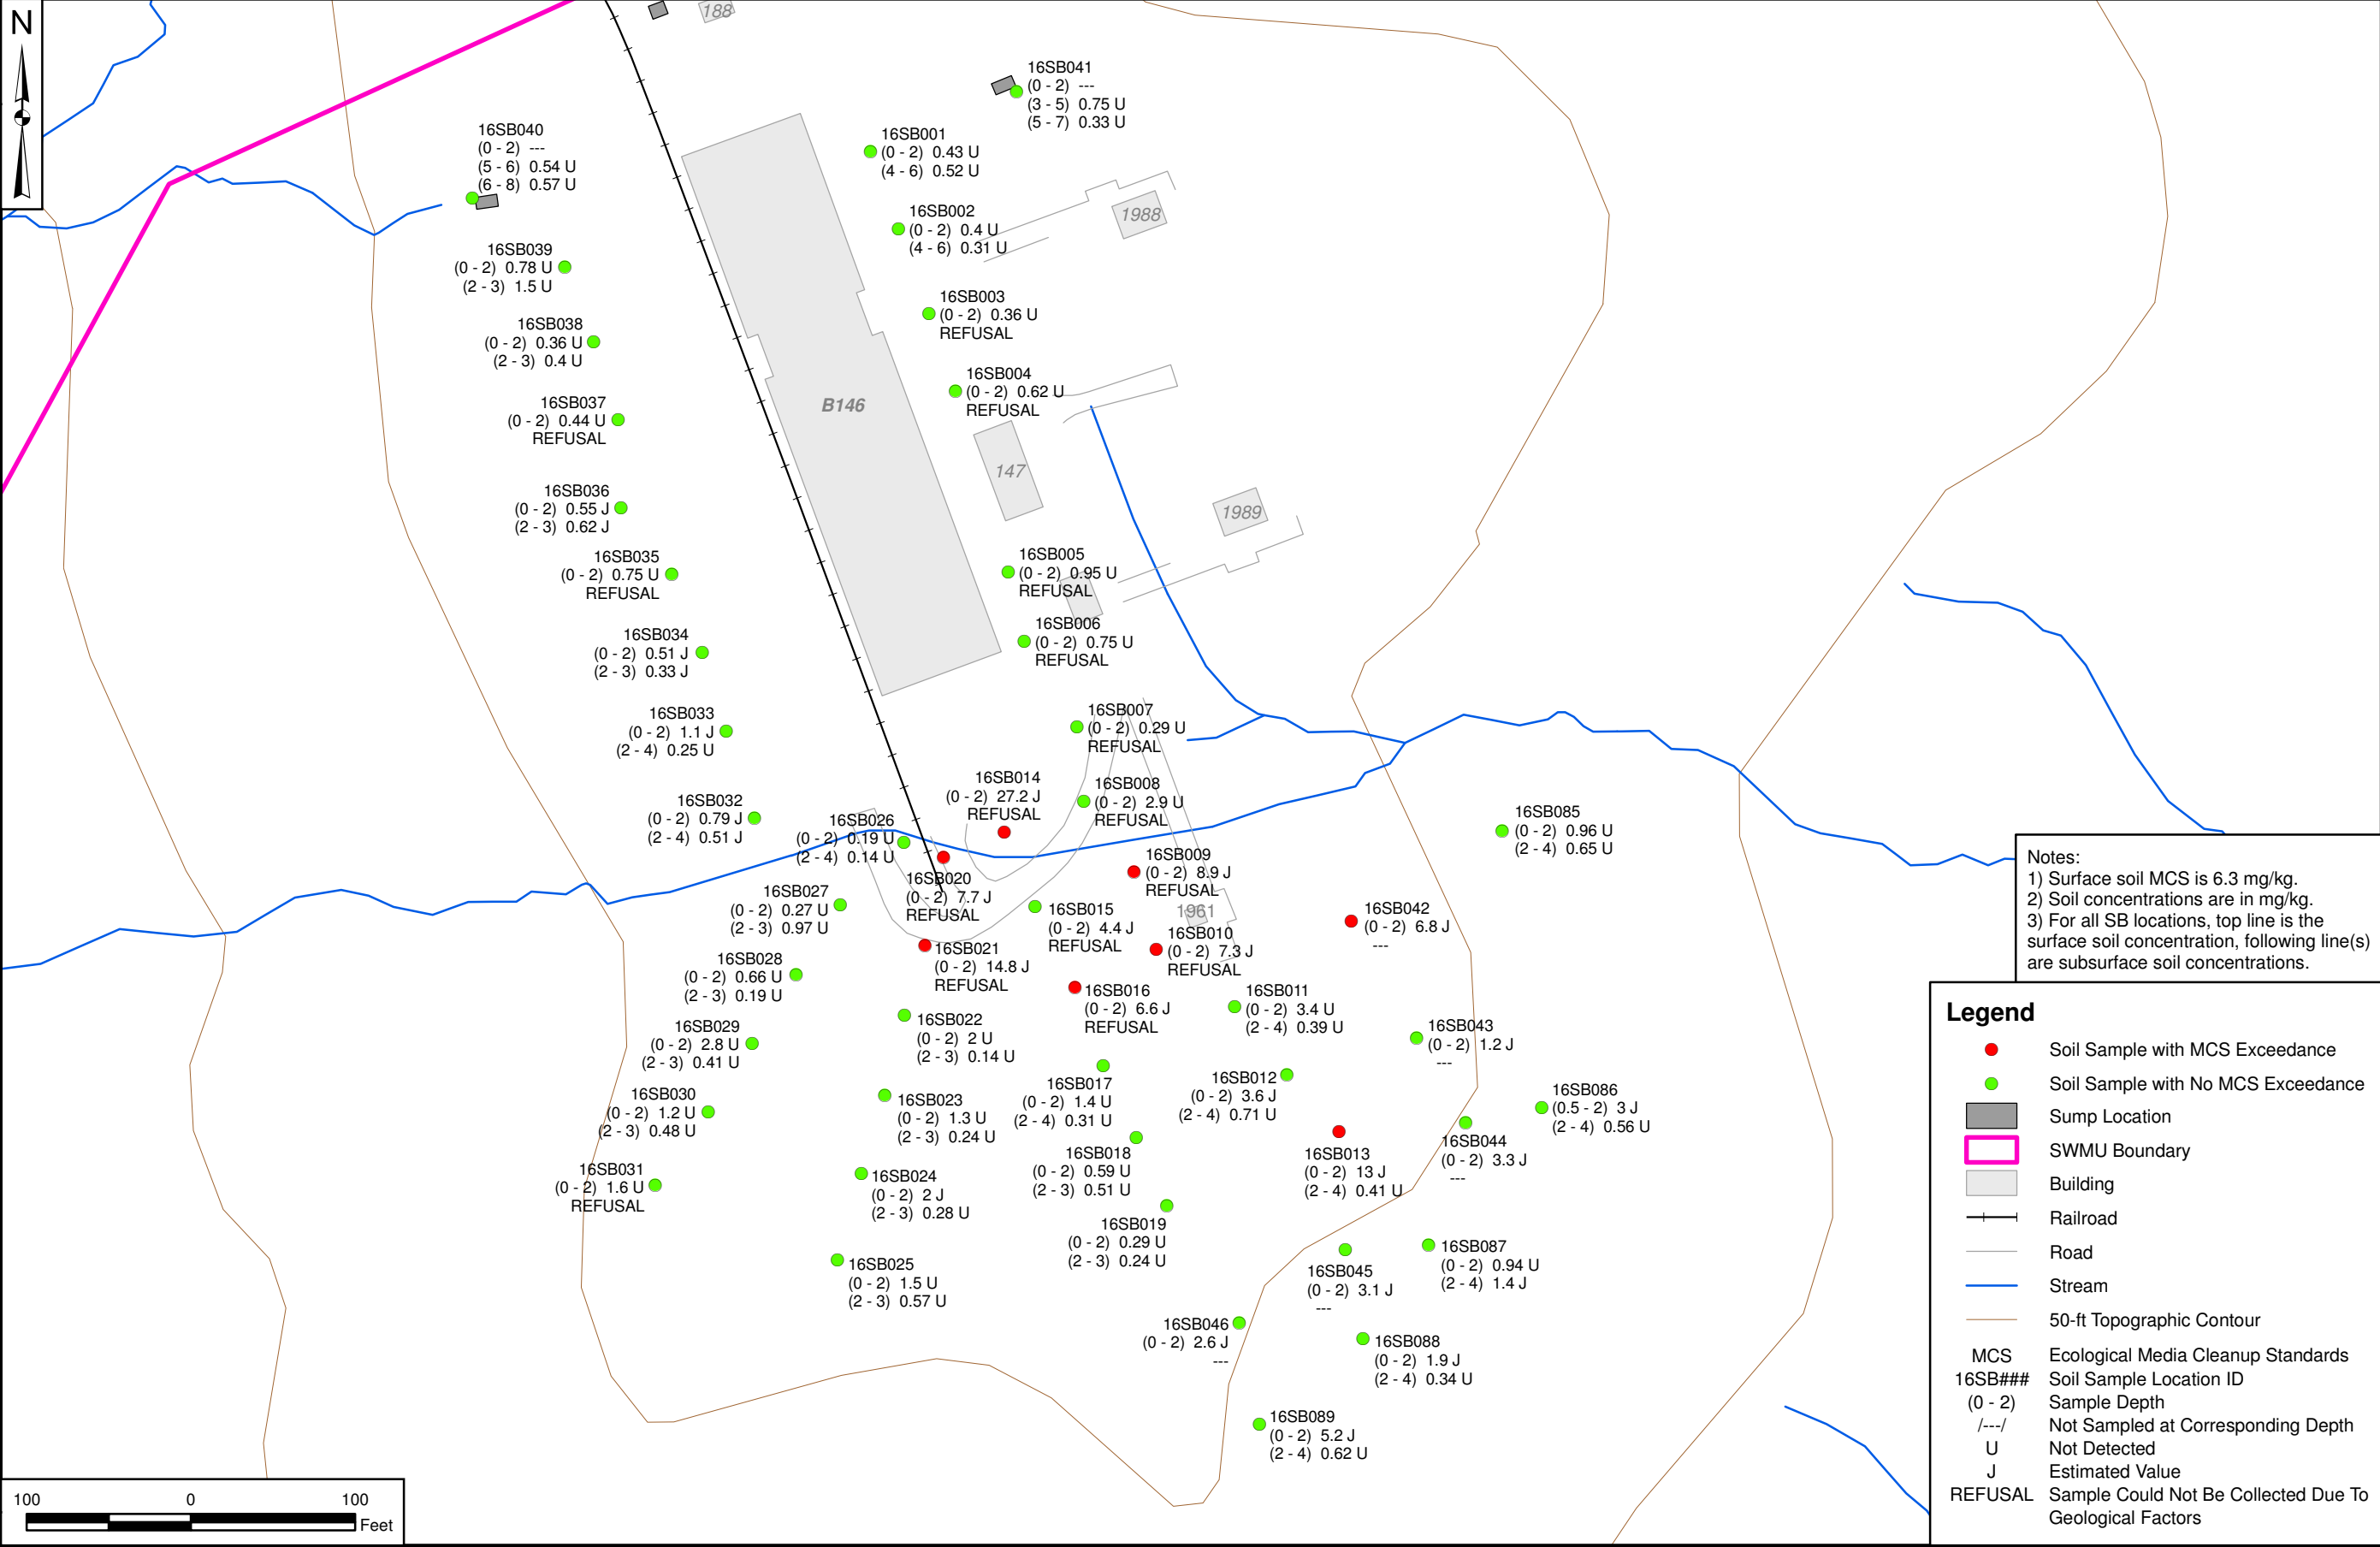 N
188
16SB041
(0 - 2) ---
(3 - 5) 0.75 U
(5 - 7) 0.33 U
16SB040
(0 - 2) ---
(5 - 6) 0.54 U
(6 - 8) 0.57 U
16SB001
(0 - 2) 0.43 U
(4 - 6) 0.52 U
16SB002
(0 - 2) 0.4 U
(4 - 6) 0.31 U
1988
16SB039
(0 - 2) 0.78 U
(2 - 3) 1.5 U
16SB003
(0 - 2) 0.36 U
REFUSAL
16SB038
(0 - 2) 0.36 U
(2 - 3) 0.4 U
16SB004
(0 - 2) 0.62 U
REFUSAL
B146
16SB037
(0 - 2) 0.44 U
REFUSAL
147
16SB036
(0 - 2) 0.55 J
(2 - 3) 0.62 J
1989
16SB035
(0 - 2) 0.75 U
REFUSAL
16SB005
(0 - 2) 0.95 U
REFUSAL
16SB034
(0 - 2) 0.51 J
(2 - 3) 0.33 J
16SB006
(0 - 2) 0.75 U
REFUSAL
16SB033
(0 - 2) 1.1 J
(2 - 4) 0.25 U
16SB007
(0 - 2) 0.29 U
REFUSAL
16SB014
(0 - 2) 27.2 J
REFUSAL
16SB008
(0 - 2) 2.9 U
REFUSAL
16SB032
(0 - 2) 0.79 J
(2 - 4) 0.51 J
16SB026
(0 - 2) 0.19 U
(2 - 4) 0.14 U
16SB085
(0 - 2) 0.96 U
(2 - 4) 0.65 U
16SB009
(0 - 2) 8.9 J
REFUSAL
16SB020
(0 - 2) 7.7 J
REFUSAL
16SB027
(0 - 2) 0.27 U
(2 - 3) 0.97 U
16SB015
(0 - 2) 4.4 J
REFUSAL
1961
16SB042
(0 - 2) 6.8 J
---
16SB010
(0 - 2) 7.3 J
REFUSAL
16SB021
(0 - 2) 14.8 J
REFUSAL
16SB028
(0 - 2) 0.66 U
(2 - 3) 0.19 U
16SB016
(0 - 2) 6.6 J
REFUSAL
16SB011
(0 - 2) 3.4 U
(2 - 4) 0.39 U
16SB029
(0 - 2) 2.8 U
(2 - 3) 0.41 U
16SB022
(0 - 2) 2 U
(2 - 3) 0.14 U
16SB043
(0 - 2) 1.2 J
---
16SB017
(0 - 2) 1.4 U
(2 - 4) 0.31 U
16SB012
(0 - 2) 3.6 J
(2 - 4) 0.71 U
16SB086
(0.5 - 2) 3 J
(2 - 4) 0.56 U
16SB030
(0 - 2) 1.2 U
(2 - 3) 0.48 U
16SB023
(0 - 2) 1.3 U
(2 - 3) 0.24 U
16SB044
(0 - 2) 3.3 J
---
16SB018
(0 - 2) 0.59 U
(2 - 3) 0.51 U
16SB013
(0 - 2) 13 J
(2 - 4) 0.41 U
16SB031
(0 - 2) 1.6 U
REFUSAL
16SB024
(0 - 2) 2 J
(2 - 3) 0.28 U
16SB019
(0 - 2) 0.29 U
(2 - 3) 0.24 U
16SB087
(0 - 2) 0.94 U
(2 - 4) 1.4 J
16SB025
(0 - 2) 1.5 U
(2 - 3) 0.57 U
16SB045
(0 - 2) 3.1 J
---
16SB046
(0 - 2) 2.6 J
---
16SB088
(0 - 2) 1.9 J
(2 - 4) 0.34 U
16SB089
(0 - 2) 5.2 J
(2 - 4) 0.62 U
100 0 100
Feet
Notes:
1) Surface soil MCS is 6.3 mg/kg.
2) Soil concentrations are in mg/kg.
3) For all SB locations, top line is the
surface soil concentration, following line(s)
are subsurface soil concentrations.
Legend
Soil Sample with MCS Exceedance
Soil Sample with No MCS Exceedance
Sump Location
SWMU Boundary
Building
Railroad
Road
Stream
50-ft Topographic Contour
MCS Ecological Media Cleanup Standards
16SB### Soil Sample Location ID
(0 - 2) Sample Depth
/---/ Not Sampled at Corresponding Depth
U Not Detected
J Estimated Value
REFUSAL Sample Could Not Be Collected Due To
Geological Factors